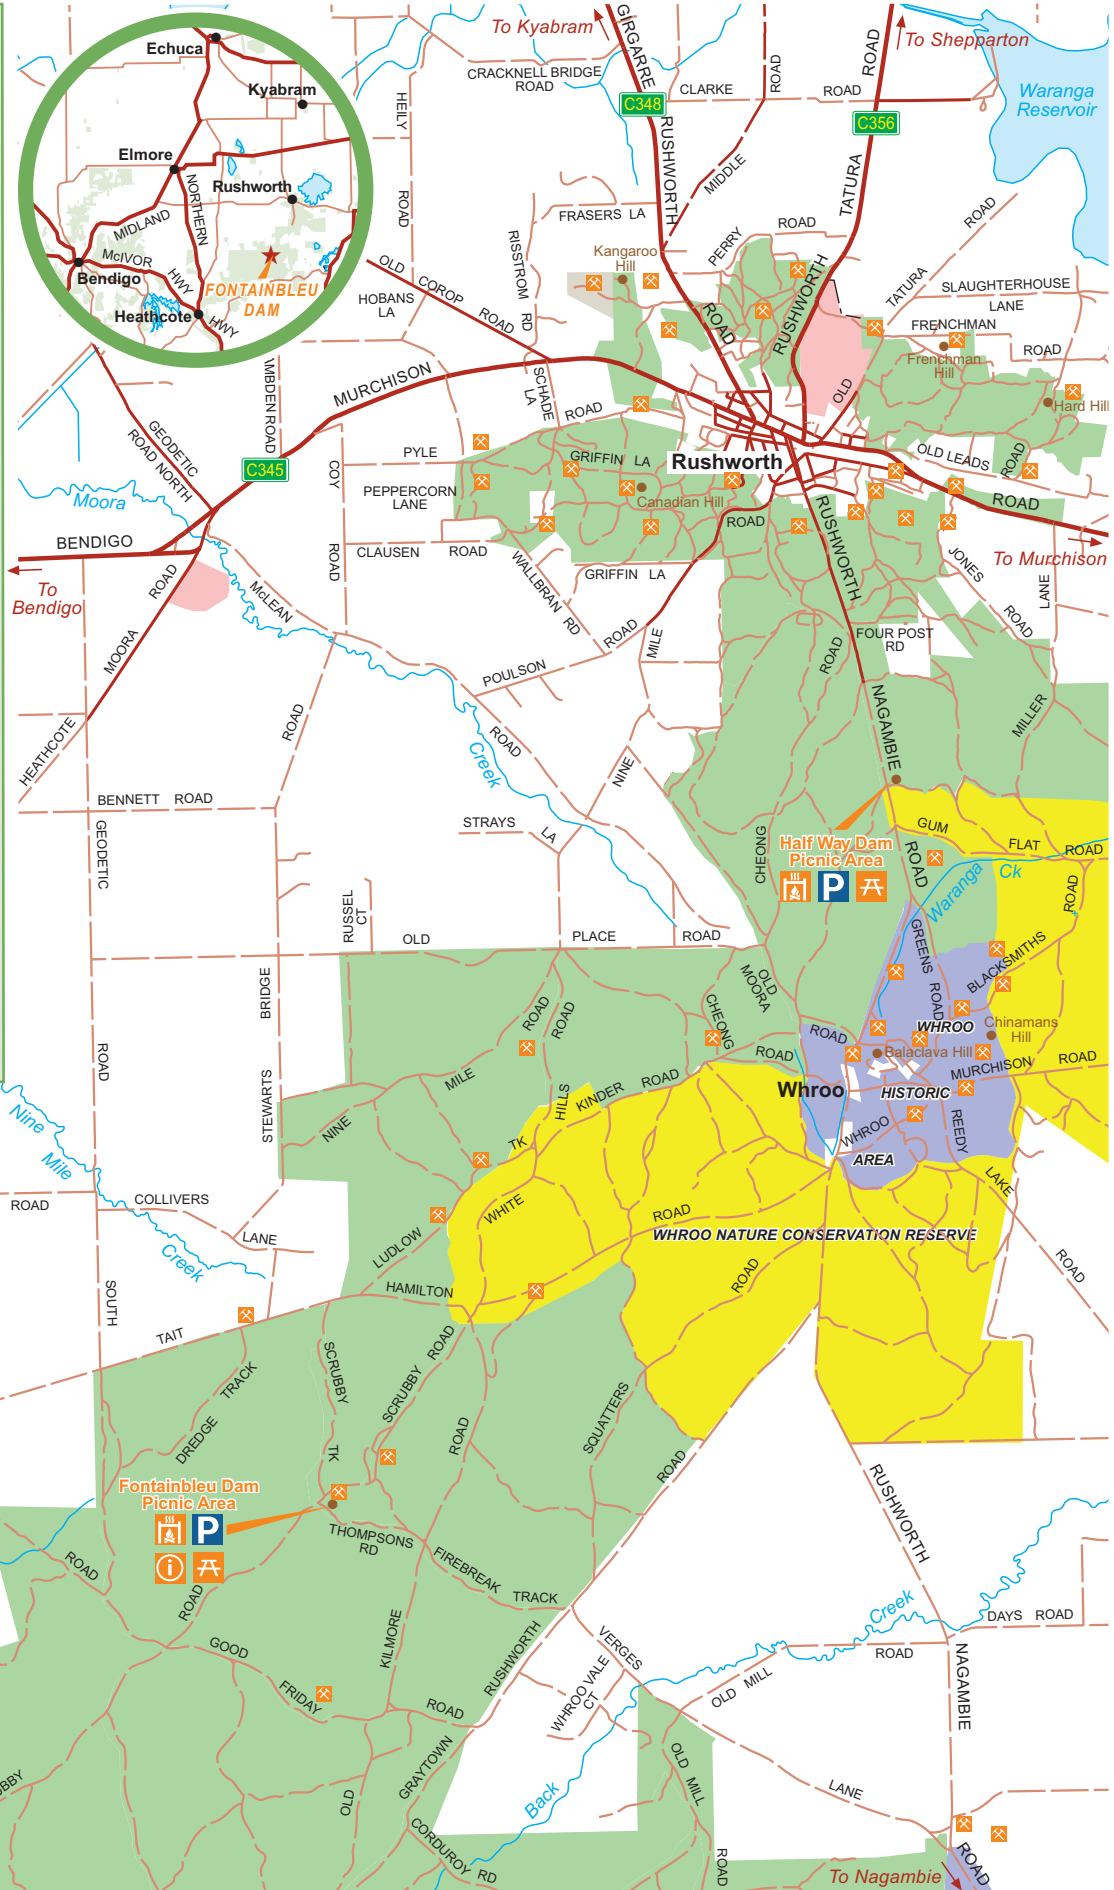 Echuca
Kyabram
Elmore
Rushworth
NORTHERN
MIDLAND
McIVOR
HWY
Bendigo
FONTAINBLEU
DAM
Heathcote
HWY
To Kyabram
GIRGARRE
C348
RUSHWORTH
ROAD
CRACKNELL BRIDGE
ROAD
HEILY
ROAD
CLARKE
ROAD
ROAD
MIDDLE
ROAD
C356
TATURA
RUSHWORTH
To Shepparton
Waranga
Reservoir
FRASERS LA
RISSTROM
RD
Kangaroo
Hill
PERRY
ROAD
ROAD
TATURA
OLD
SLAUGHTERHOUSE
LANE
FRENCHMAN
ROAD
Frenchman
Hill
Hard Hill
OLD
COROP
ROAD
HOBANS
LA
AMBDEN ROAD
MURCHISON
SCHADE
LA
ROAD
GEODETIC
ROAD NORTH
C345
PYLE
GRIFFIN LA
Rushworth
Canadian Hill
PEPPERCORN
LANE
COY
ROAD
OLD LEADS
ROAD
ROAD
To Murchison
Moora
BENDIGO
To
Bendigo
ROAD
MOORA
HEATHCOTE
McLEAN
CLAUSEN
ROAD
WALLBRAN
RD
GRIFFIN LA
ROAD
RUSHWORTH
JONES
ROAD
LANE
MILLER
FOUR POST
RD
ROAD
NAGAMBIE
POULSON
ROAD
MILE
NINE
ROAD
Creek
ROAD
BENNETT ROAD
GEODETIC
STRAYS
LA
CHEONG
Half Way Dam
Picnic Area
P
GUM
FLAT
ROAD
ROAD
Waranga
Ck
ROAD
BLACKSMITHS
GREENS
ROAD
RUSSEL
CT
OLD
PLACE
ROAD
OLD
MOORA
ROAD
CHEONG
ROAD
WHROO
Chinamans
Hill
Balaclava Hill
MURCHISON
ROAD
Whroo
HISTORIC
WHROO
AREA
REEDY
LAKE
ROAD
BRIDGE
STEWARTS
ROAD
ROAD
ROAD
MILE
NINE
HILLS
KINDER
ROAD
TK
WHITE
Nine
Mile
Creek
ROAD
COLLIVERS
LANE
LUDLOW
HAMILTON
ROAD
WHROO NATURE CONSERVATION RESERVE
ROAD
SOUTH
TAIT
TRACK
DREDGE
SCRUBBY
TK
SCRUBBY
ROAD
ROAD
SQUATTERS
ROAD
Fontainbleu Dam
Picnic Area
P
i
THOMPSONS
RD
FIREBREAK
TRACK
RUSHWORTH
ROAD
ROAD
GOOD
FRIDAY
ROAD
KILMORE
OLD
RUSHWORTH
GRAYTOWN
CORDUROY RD
VERGES
WHROO VALE
CT
Creek
DAYS ROAD
ROAD
OLD MILL
NAGAMBIE
OLD MILL
ROAD
LANE
Back
To Nagambie
ROAD